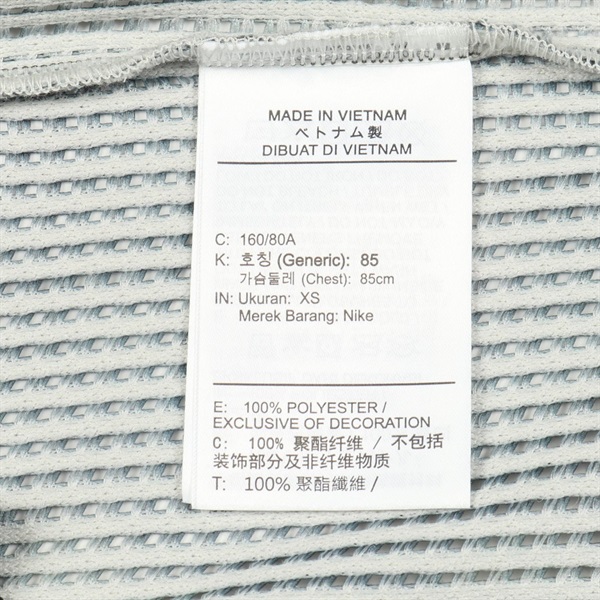 MADE IN VIETNAM
ベトナム製
DIBUAT DI VIETNAM
C: 160/80A
K: 호칭 (Generic): 85
가슴둘레 (Chest): 85cm
IN: Ukuran: XS
Merek Barang: Nike
E: 100% POLYESTER /
EXCLUSIVE OF DECORATION
C: 100% 聚酯纤维 / 不包括
装饰部分及非纤维物质
T: 100% 聚酯纖維 /